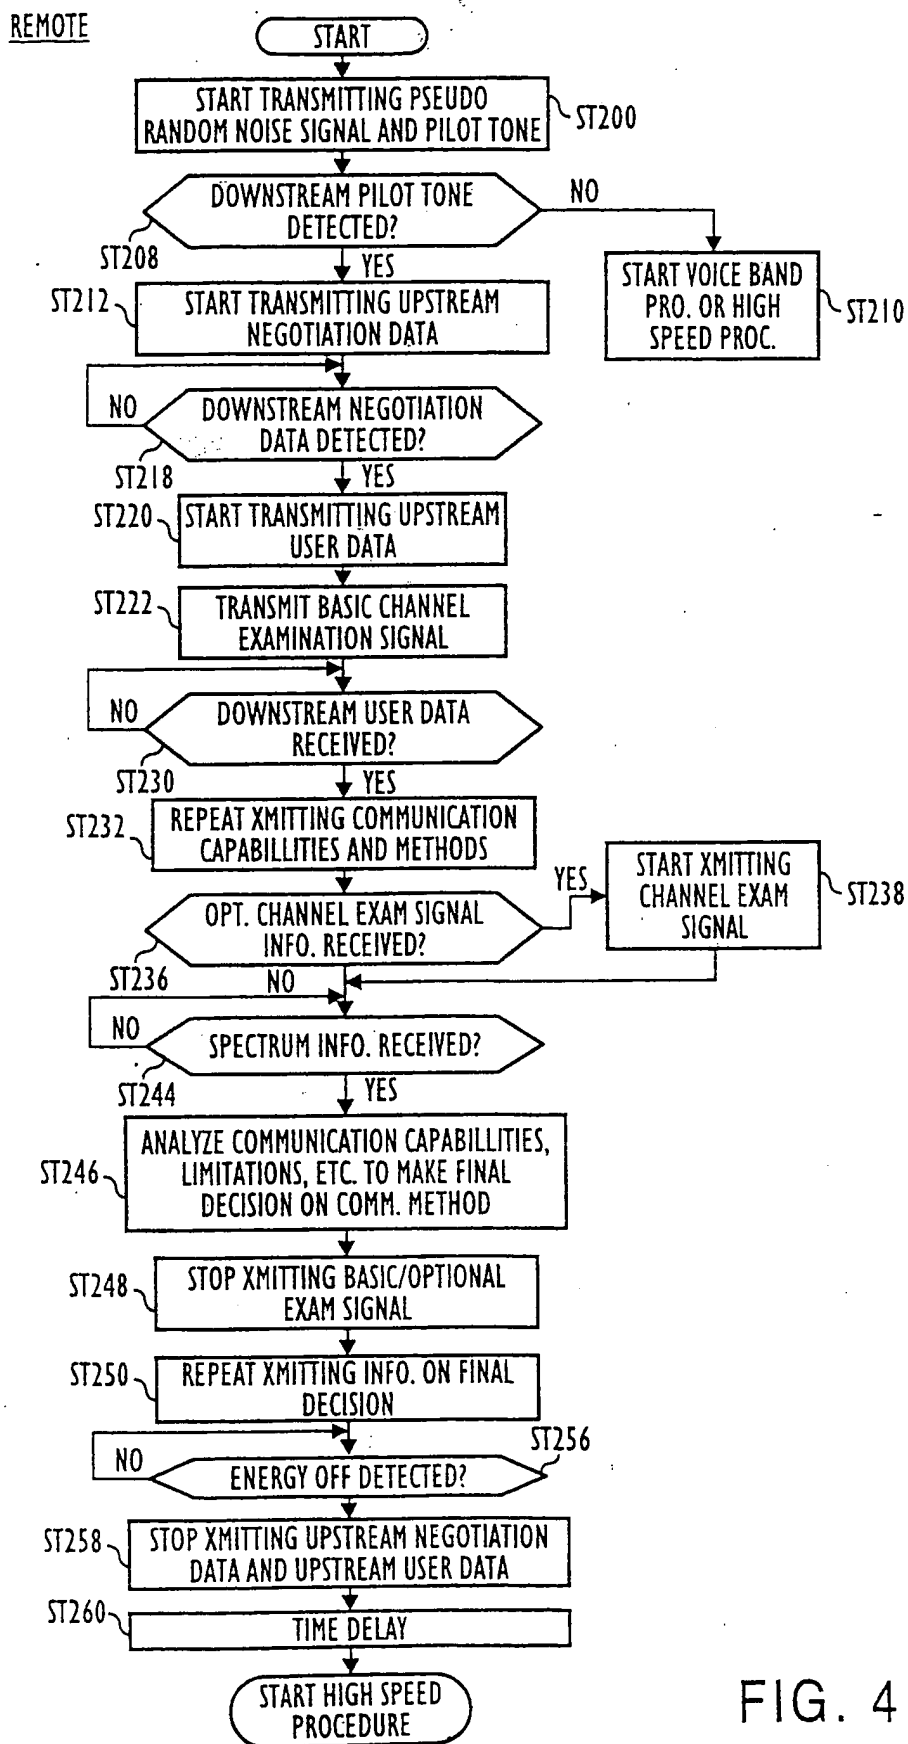 REMOTE
START
START TRANSMITTING PSEUDO
RANDOM NOISE SIGNAL AND PILOT TONE
ST200
DOWNSTREAM PILOT TONE
DETECTED?
NO
ST208
YES
START VOICE BAND
PRO. OR HIGH
SPEED PROC.
ST210
ST212
START TRANSMITTING UPSTREAM
NEGOTIATION DATA
NO
DOWNSTREAM NEGOTIATION
DATA DETECTED?
ST218
YES
ST220
START TRANSMITTING UPSTREAM
USER DATA
ST222
TRANSMIT BASIC CHANNEL
EXAMINATION SIGNAL
NO
DOWNSTREAM USER DATA
RECEIVED?
ST230
YES
ST232
REPEAT XMITTING COMMUNICATION
CAPABILLITIES AND METHODS
YES
START XMITTING
CHANNEL EXAM
SIGNAL
ST238
OPT. CHANNEL EXAM SIGNAL
INFO. RECEIVED?
ST236
NO
NO
SPECTRUM INFO. RECEIVED?
ST244
YES
ST246
ANALYZE COMMUNICATION CAPABILLITIES,
LIMITATIONS, ETC. TO MAKE FINAL
DECISION ON COMM. METHOD
ST248
STOP XMITTING BASIC/OPTIONAL
EXAM SIGNAL
ST250
REPEAT XMITTING INFO. ON FINAL
DECISION
ST256
NO
ENERGY OFF DETECTED?
ST258
STOP XMITTING UPSTREAM NEGOTIATION
DATA AND UPSTREAM USER DATA
ST260
TIME DELAY
START HIGH SPEED
PROCEDURE
FIG. 4